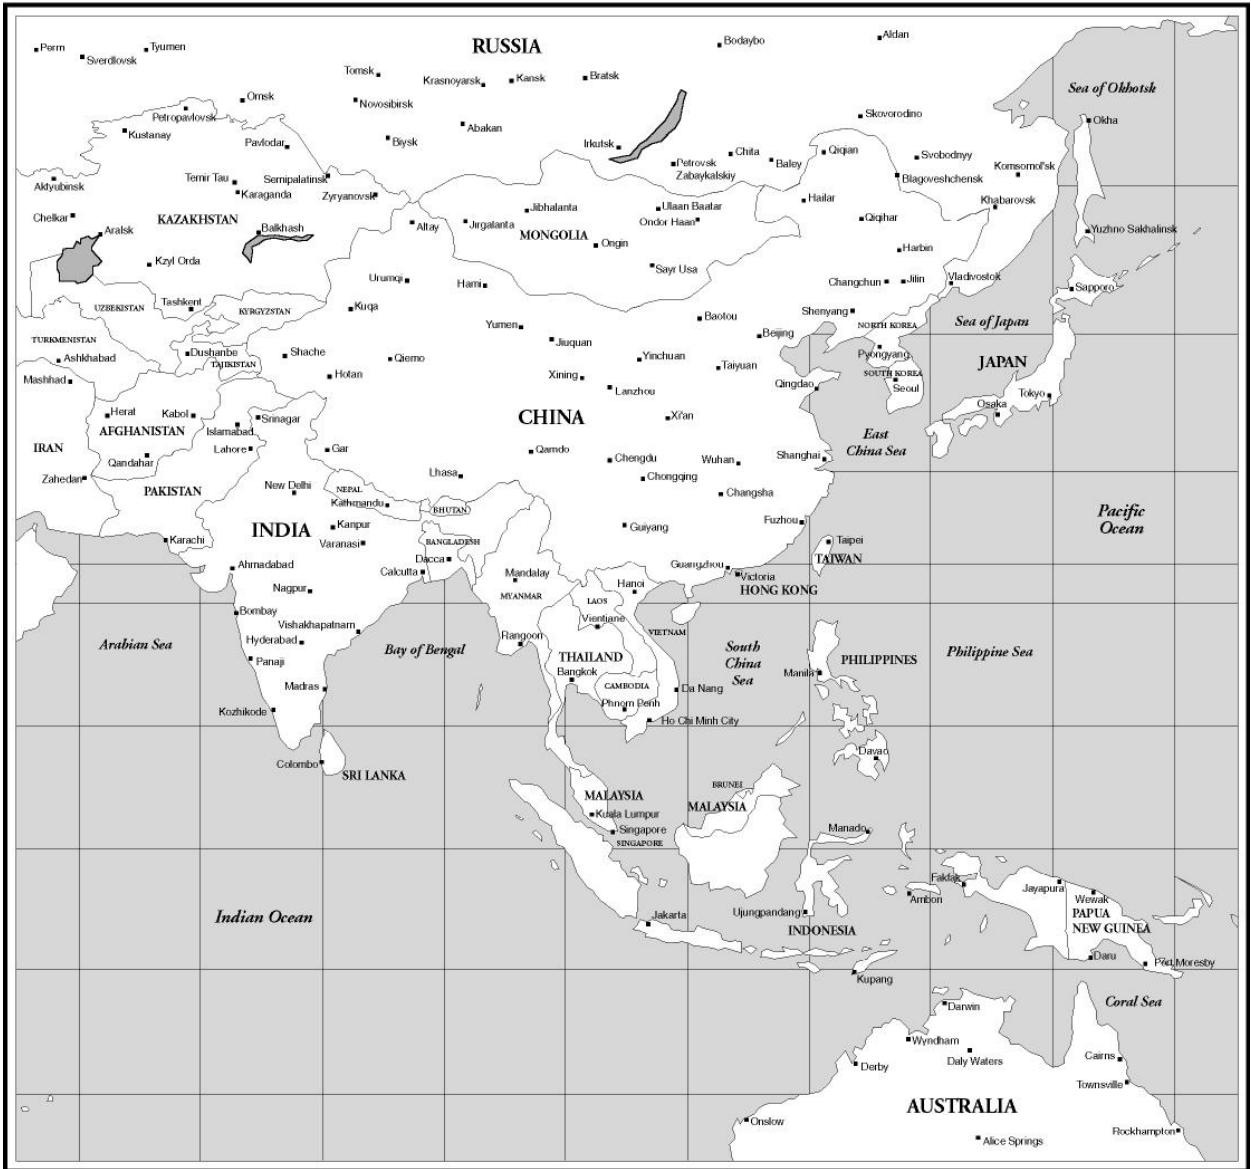 Perm
Sverdlovsk
Tyumen
RUSSIA
Bodaybo
Aldan
Tomsk
Krasnoyarsk
Kansk
Bratsk
Sea of Okhotsk
Omsk
Novosibirsk
Petropavlovsk
Kustanay
Skovorodino
Okha
Abakan
Biysk
Pavlodar
Irkutsk
Chita
Petrovsk
Zabaykalskiy
Baley
Qiqian
Svobodnyy
Komsomol'sk
Aktyubinsk
Temir Tau
Karaganda
Semipalatinsk
Zyryanovsk
Blagoveshchensk
Chelkar
KAZAKHSTAN
Aralsk
Balkhash
Altay
Jirgalanta
Jibhalanta
Ulaan Baatar
Ondor Haan
MONGOLIA
Ongin
Hailar
Qiqihar
Khabarovsk
Yuzhno Sakhalinsk
Harbin
Kzyl Orda
Sayr Usa
Urumqi
Hami
Changchun
Jilin
Vladivostok
Sapporo
UZBEKISTAN
Tashkent
KYRGYZSTAN
Kuqa
Yumen
Baotou
Shenyang
NORTH KOREA
Sea of Japan
Beijing
TURKMENISTAN
Ashkhabad
Dushanbe
TAJIKISTAN
Shache
Qiemo
Jiuquan
Yinchuan
Taiyuan
Pyongyang
JAPAN
Mashhad
Hotan
Xining
Lanzhou
Qingdao
SOUTH KOREA
Seoul
Tokyo
Osaka
Herat
Kabol
Srinagar
Islamabad
AFGHANISTAN
CHINA
Xi'an
East
China Sea
IRAN
Lahore
Gar
Qamdo
Chengdu
Wuhan
Shanghai
Qandahar
Zahedan
Lhasa
Chongqing
PAKISTAN
New Delhi
NEPAL
Kathmandu
BHUTAN
Changsha
Pacific
Ocean
INDIA
Kanpur
Guiyang
Fuzhou
Karachi
Varanasi
BANGLADESH
Taipei
TAIWAN
Ahmadabad
Dacca
Calcutta
Mandalay
Guangzhou
Victoria
HONG KONG
Nagpur
MYANMAR
Hanoi
LAOS
Bombay
Vishakhapatnam
Vientiane
VIETNAM
Hyderabad
Rangoon
Arabian Sea
Bay of Bengal
South
China
Sea
Philippine Sea
Panaji
THAILAND
Bangkok
Manila
PHILIPPINES
Madras
CAMBODIA
Da Nang
Kozhikode
Phnom Penh
Ho Chi Minh City
Colombo
SRI LANKA
Davao
BRUNEI
MALAYSIA
MALAYSIA
Kuala Lumpur
Singapore
SINGAPORE
Manado
Fakfak
Ambon
Jayapura
Wewak
PAPUA
NEW GUINEA
Indian Ocean
Jakarta
Ujungpandang
INDONESIA
Daru
Port Moresby
Kupang
Darwin
Coral Sea
Wyndham
Daly Waters
Derby
Cairns
Townsville
AUSTRALIA
Onslow
Alice Springs
Rockhampton